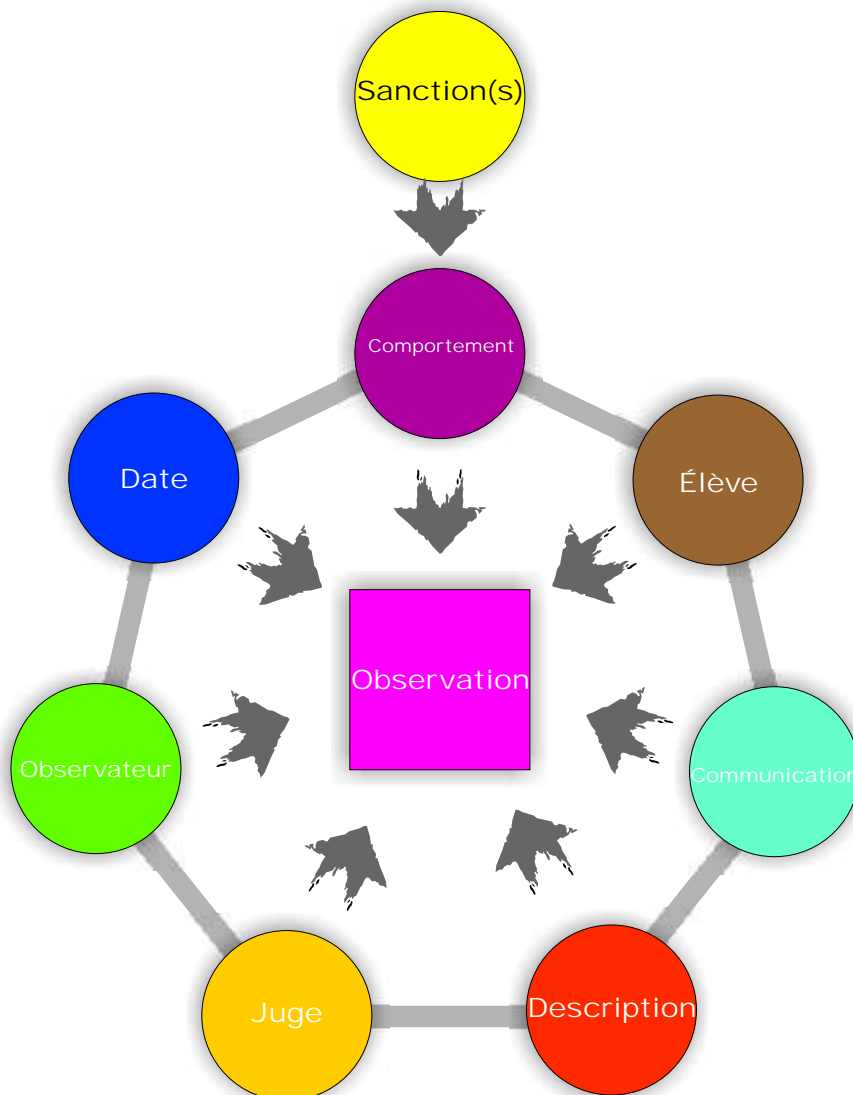 Sanction(s)
Comportement
Date
Élève
Observation
Observateur
Communication
Juge
Description